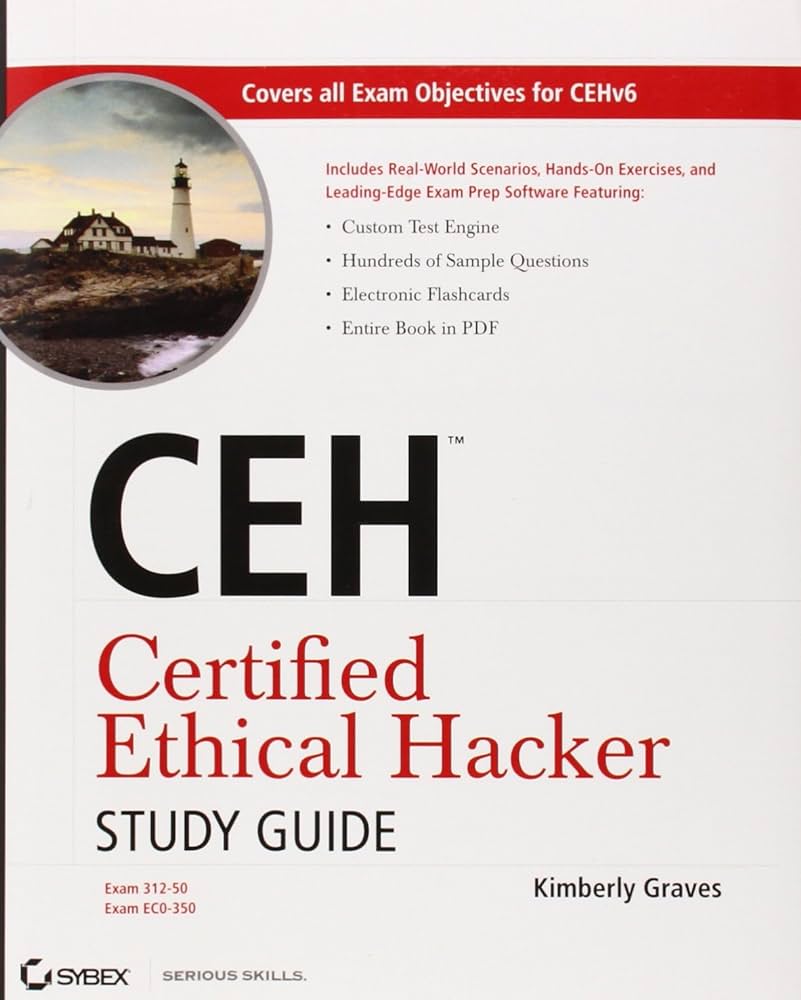 Covers all Exam Objectives for CEHv6
Includes Real-World Scenarios, Hands-On Exercises, and
Leading-Edge Exam Prep Software Featuring:
• Custom Test Engine
• Hundreds of Sample Questions
• Electronic Flashcards
• Entire Book in PDF
CEH™
Certified
Ethical Hacker
STUDY GUIDE
Exam 312-50
Exam EC0-350
Kimberly Graves
SYBEX® SERIOUS SKILLS.